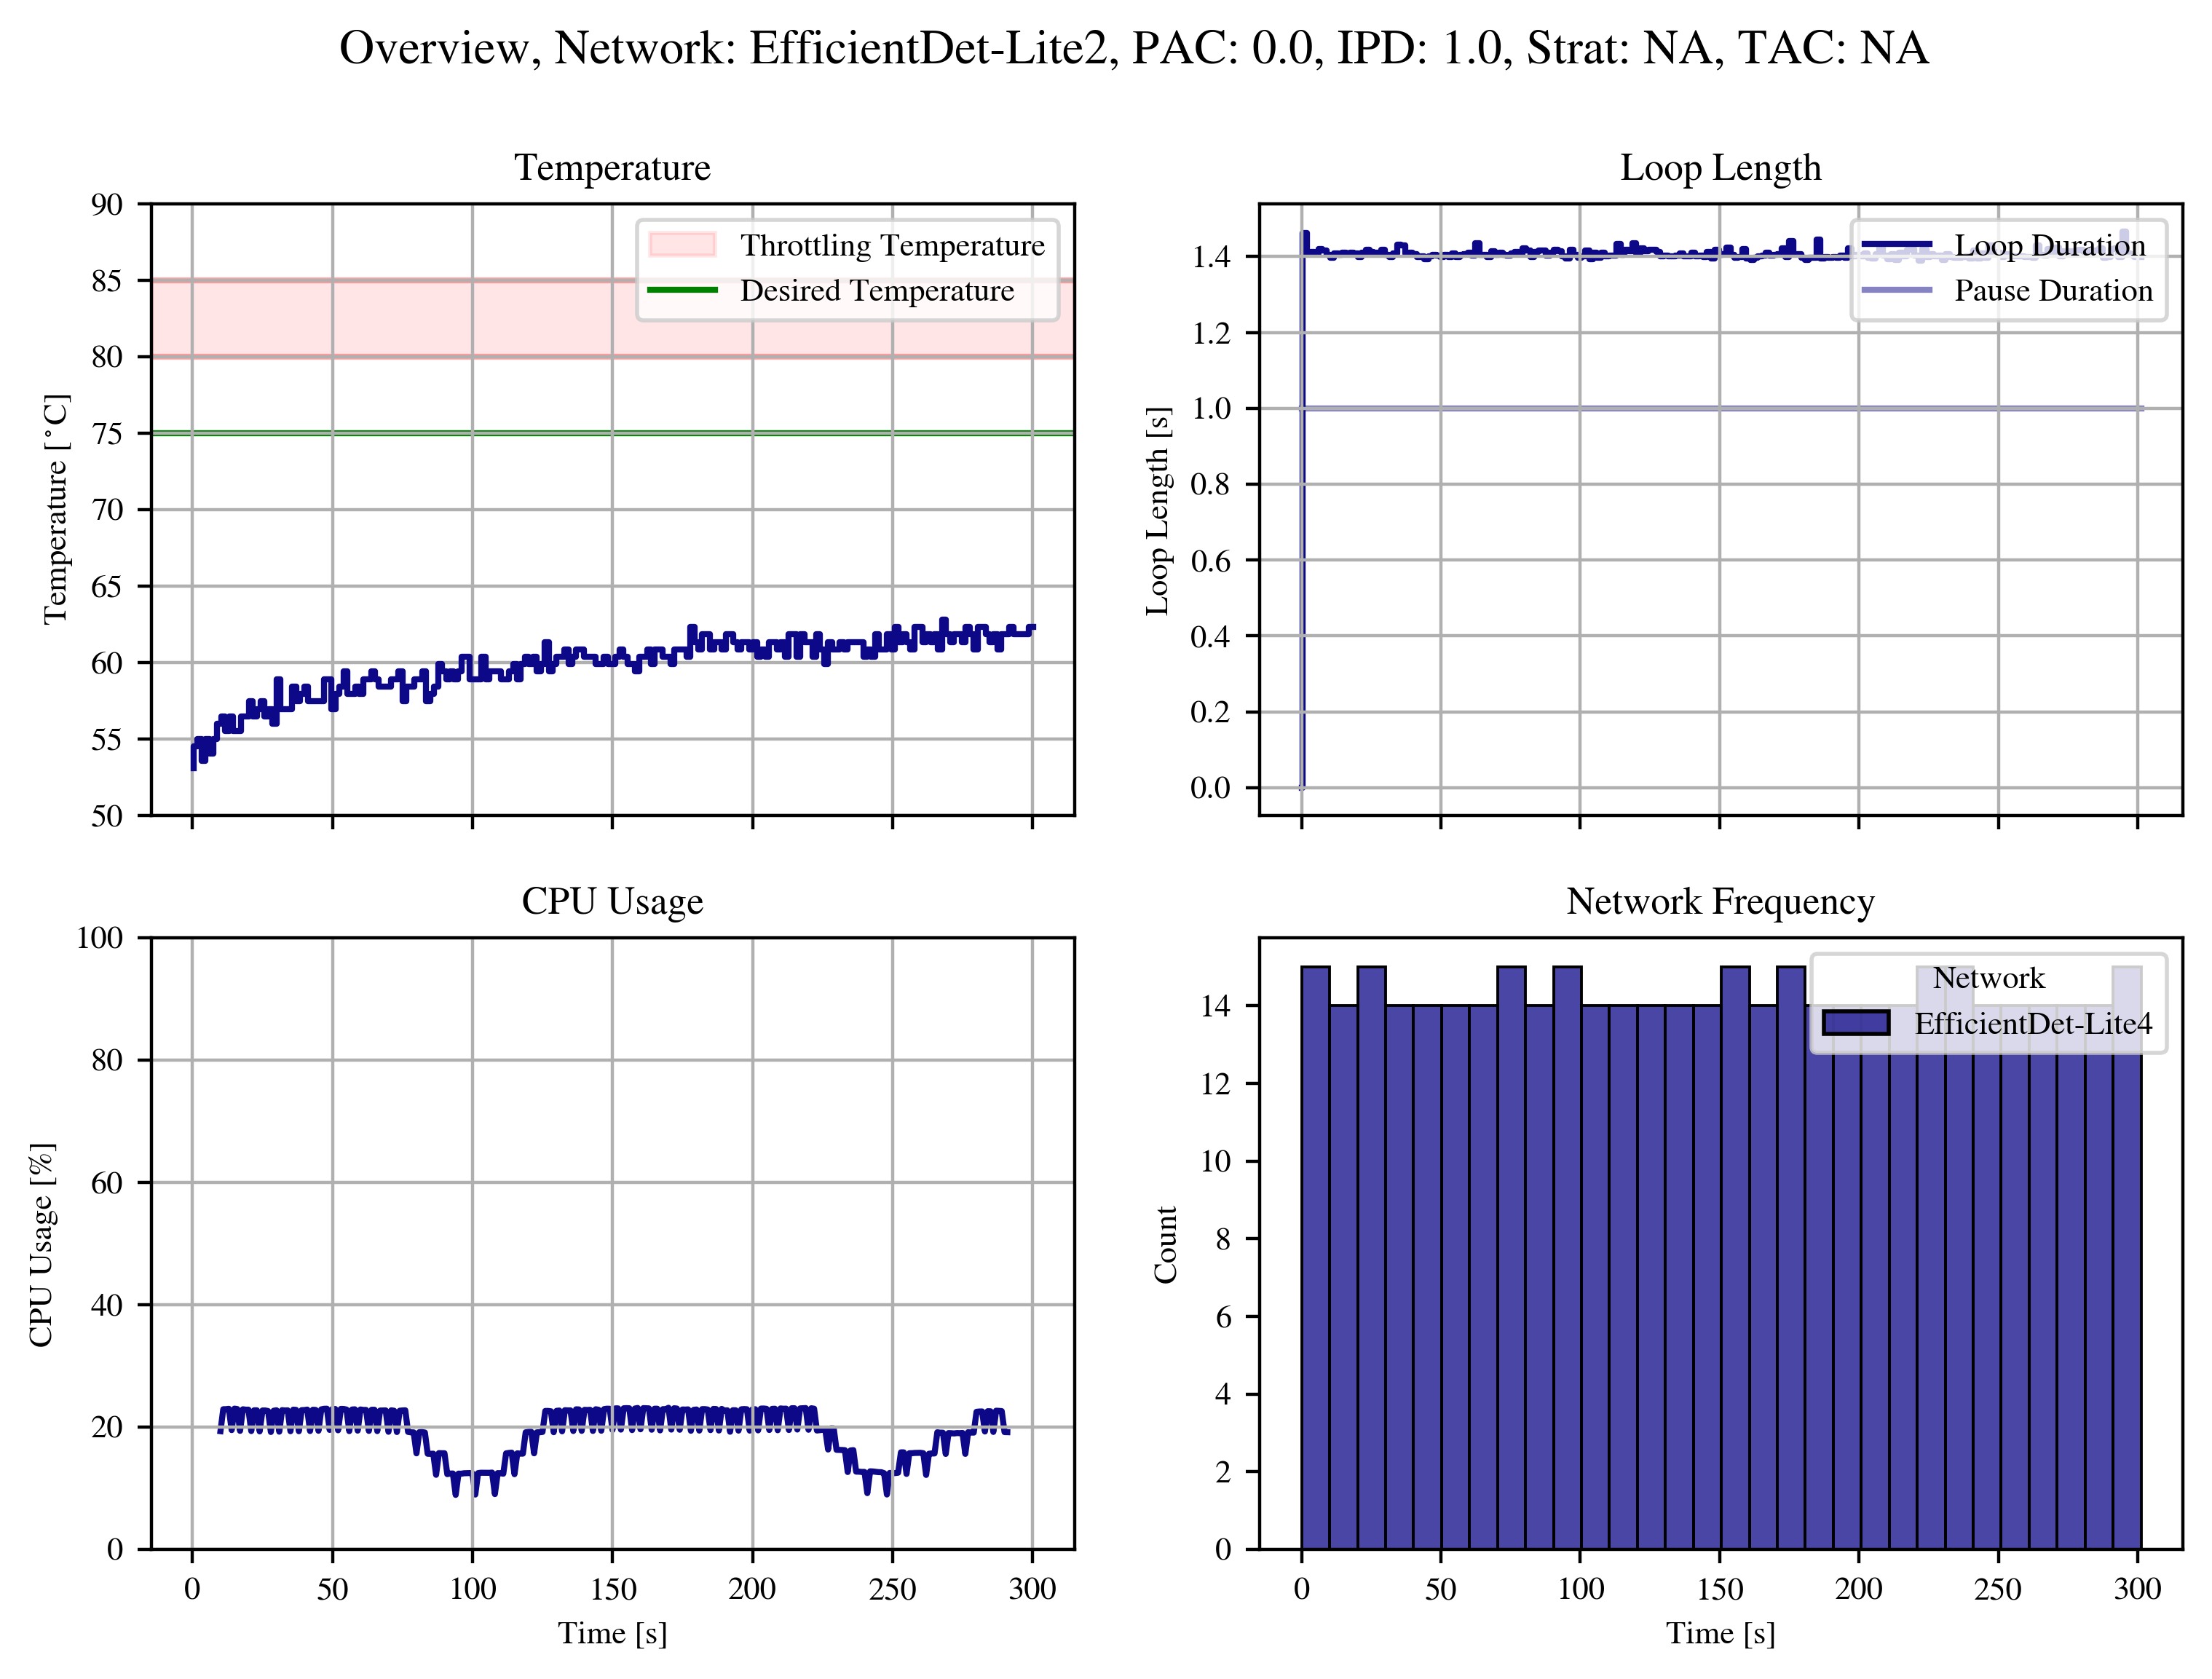 Overview, Network: EfficientDet-Lite2, PAC: 0.0, IPD: 1.0, Strat: NA, TAC: NA
Temperature
90
85
80
75
70
65
60
55
50
Temperature [°C]
Throttling Temperature
Desired Temperature
Loop Length
1.4
1.2
1.0
0.8
0.6
0.4
0.2
0.0
Loop Length [s]
Loop Duration
Pause Duration
CPU Usage
100
80
60
40
20
0
CPU Usage [%]
0 50 100 150 200 250 300
Time [s]
Network Frequency
14
12
10
8
6
4
2
0
Count
Network
EfficientDet-Lite4
0 50 100 150 200 250 300
Time [s]